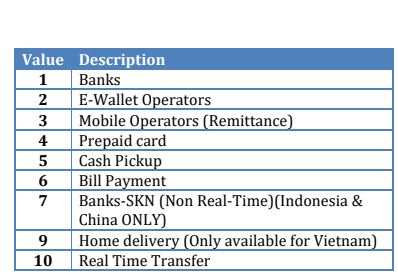 Value Description
1 Banks
2 E-Wallet Operators
3 Mobile Operators (Remittance)
4 Prepaid card
5 Cash Pickup
6 Bill Payment
7 Banks-SKN (Non Real-Time)(Indonesia &
China ONLY)
9 Home delivery (Only available for Vietnam)
10 Real Time Transfer